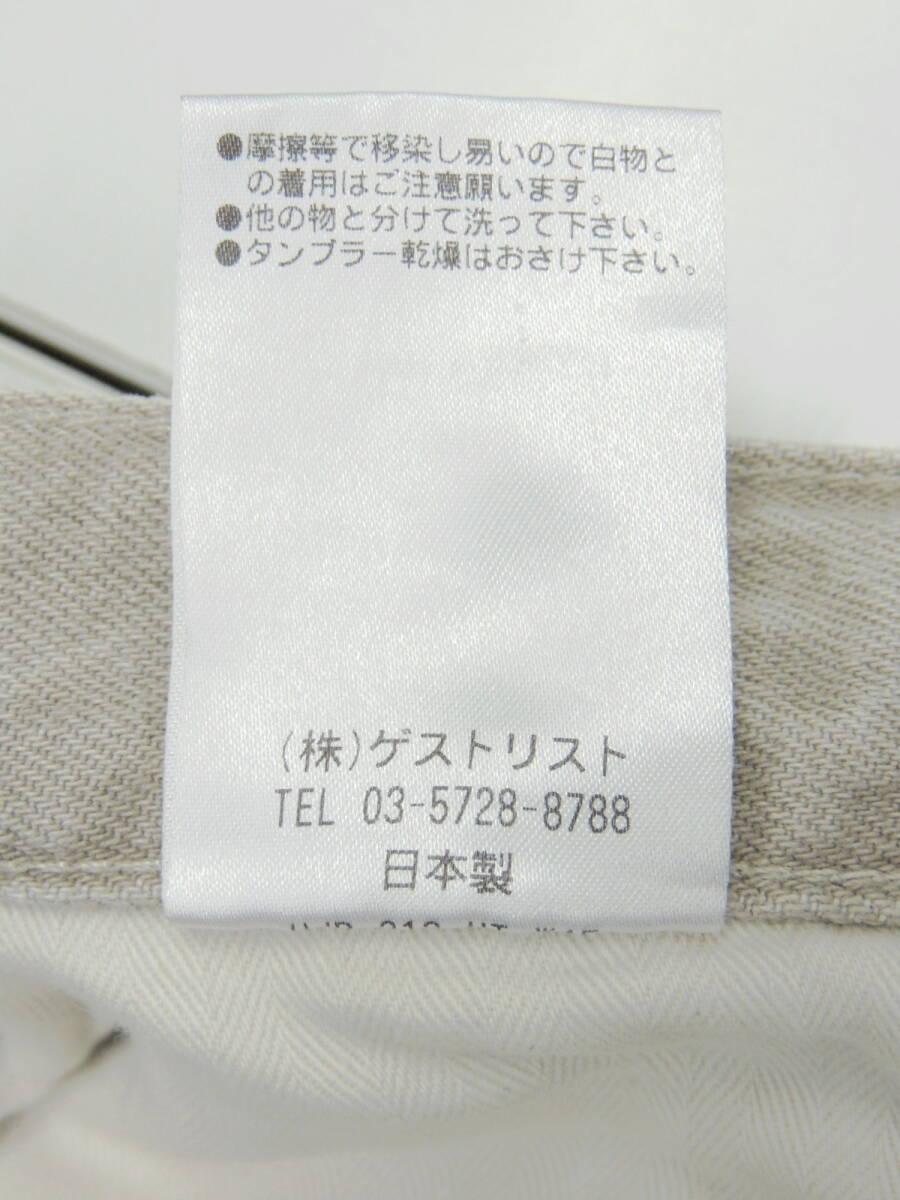 ●摩擦等で移染し易いので白物と
の着用はご注意願います。
●他の物と分けて洗って下さい。
●タンブラー乾燥はおさけ下さい。
(株)ゲストリスト
TEL 03-5728-8788
日本製